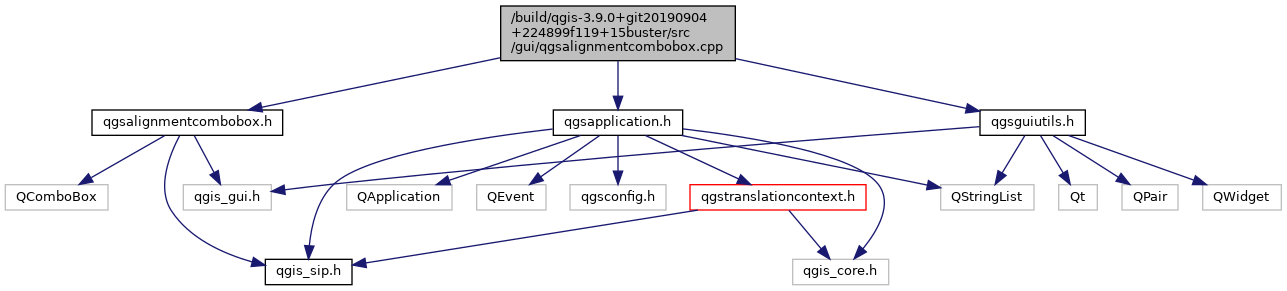 /build/qgis-3.9.0+git20190904
+224899f119+15buster/src
/gui/qgsalignmentcombobox.cpp
qgsalignmentcombobox.h
qgsapplication.h
qgsguiutils.h
QComboBox
qgis_gui.h
QApplication
QEvent
qgsconfig.h
qgstranslationcontext.h
QStringList
Qt
QPair
QWidget
qgis_sip.h
qgis_core.h